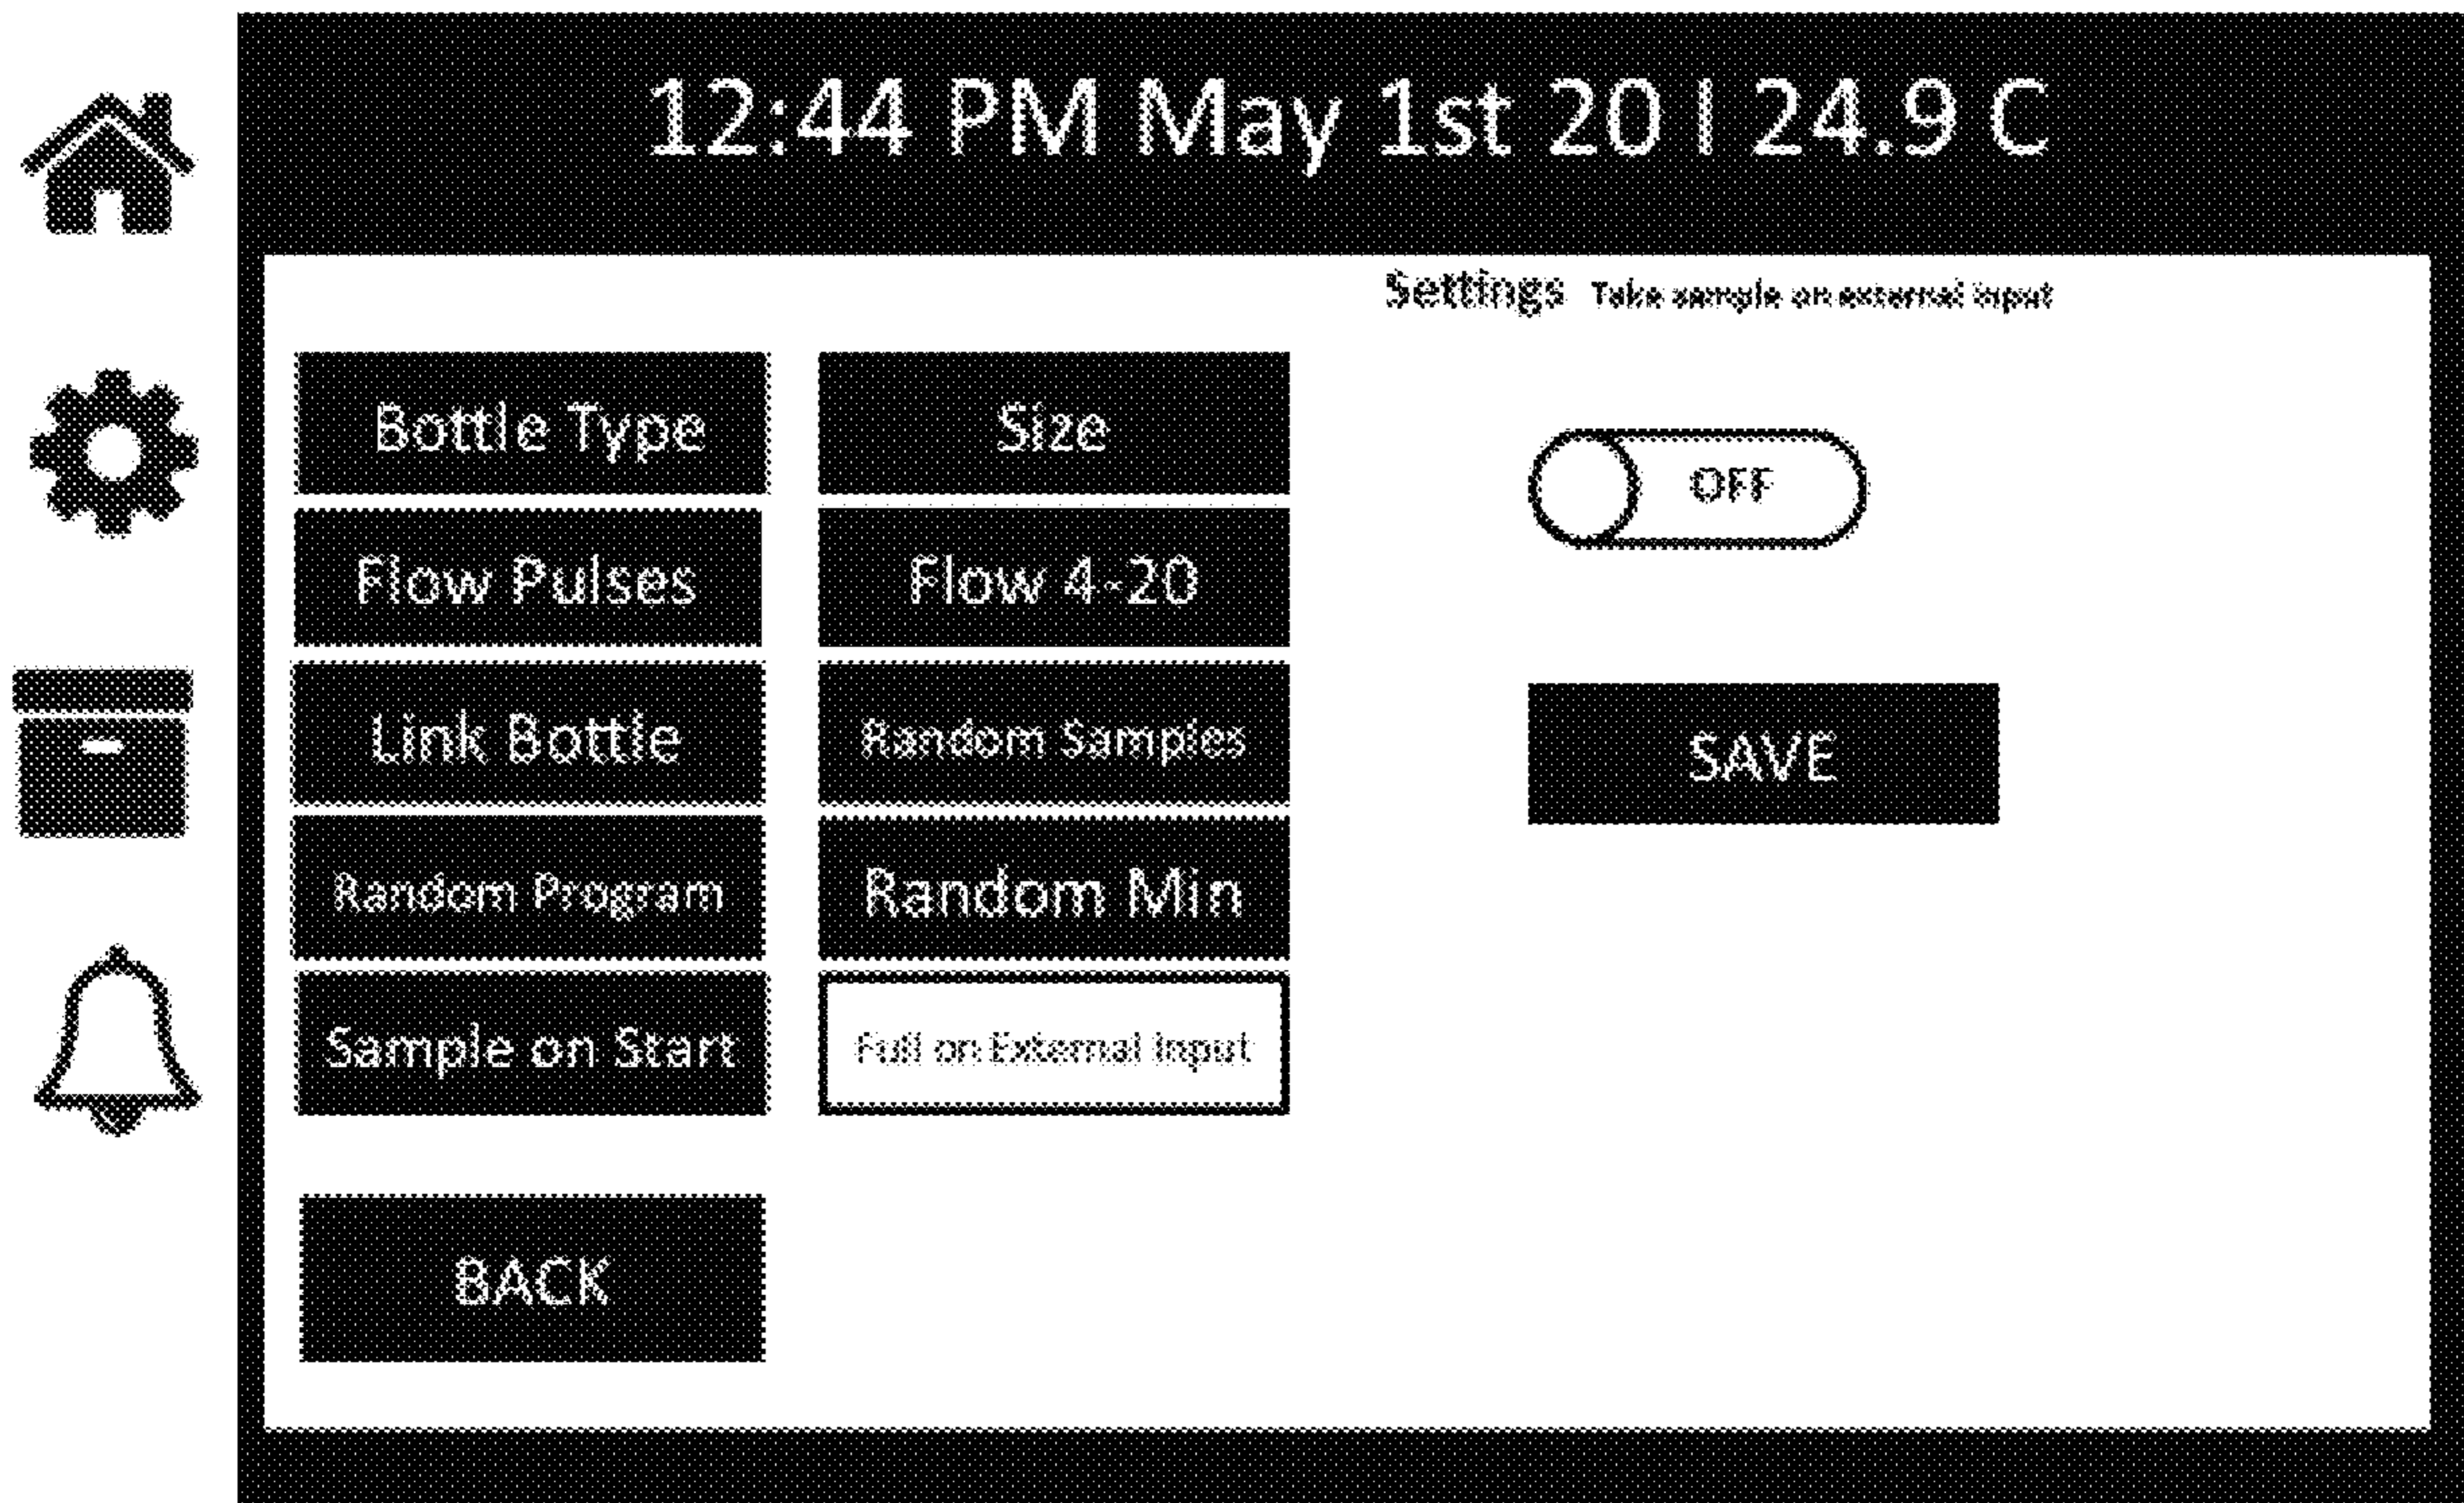 12:44 PM May 1st 20 | 24.9 C
Settings Take sample on external input
Bottle Type
Size
OFF
Flow Pulses
Flow 4-20
Link Bottle
Random Samples
SAVE
Random Program
Random Min
Sample on Start
Full on External Input
BACK